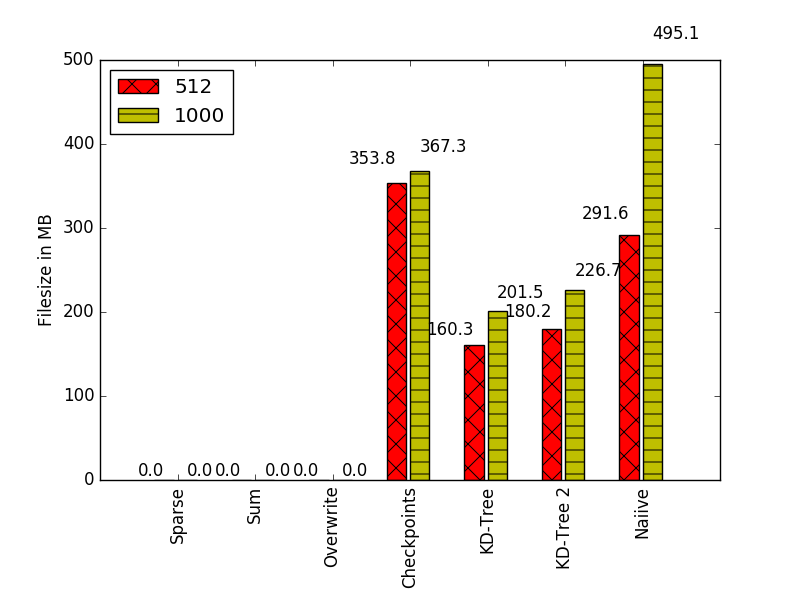 495.1
500
512
1000
400
367.3
353.8
Filesize in MB
300
291.6
226.7
200
201.5
180.2
160.3
100
0.0 0.0 0.0 0.0 0.0 0.0
0
Sparse
Sum
Overwrite
Checkpoints
KD-Tree
KD-Tree 2
Naiive